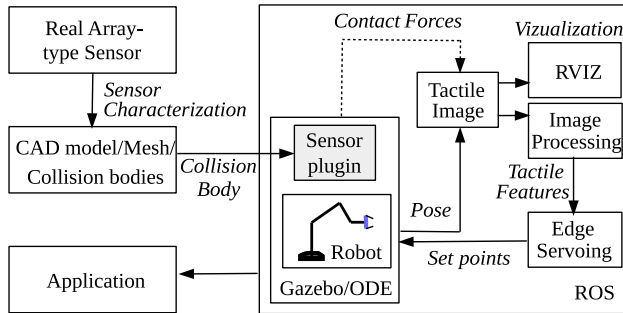 Real Array-
type Sensor
Sensor
Characterization
CAD model/Mesh/
Collision bodies
Collision
Body
Application
Contact Forces
Sensor
plugin
Robot
Gazebo/ODE
Tactile
Image
Pose
Set points
Vizualization
RVIZ
Image
Processing
Tactile
Features
Edge
Servoing
ROS